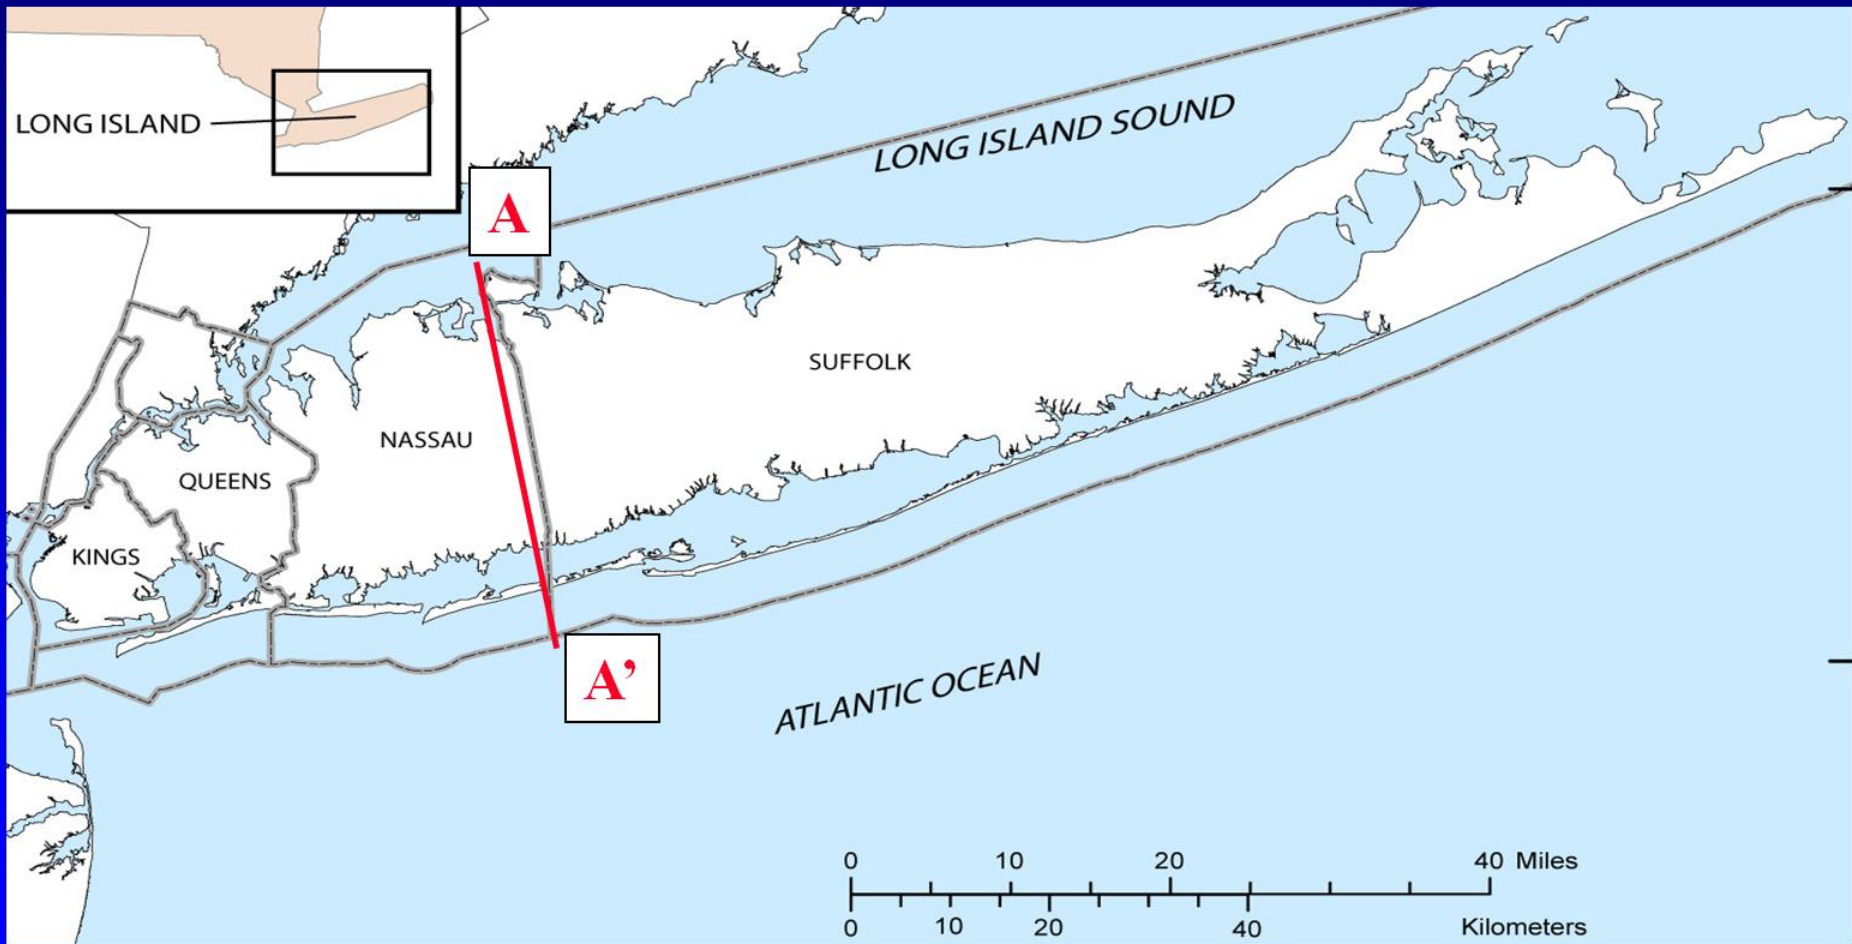 LONG ISLAND
LONG ISLAND SOUND
A
SUFFOLK
NASSAU
QUEENS
KINGS
A’
ATLANTIC OCEAN
0 10 20 40 Miles
0 10 20 40 Kilometers